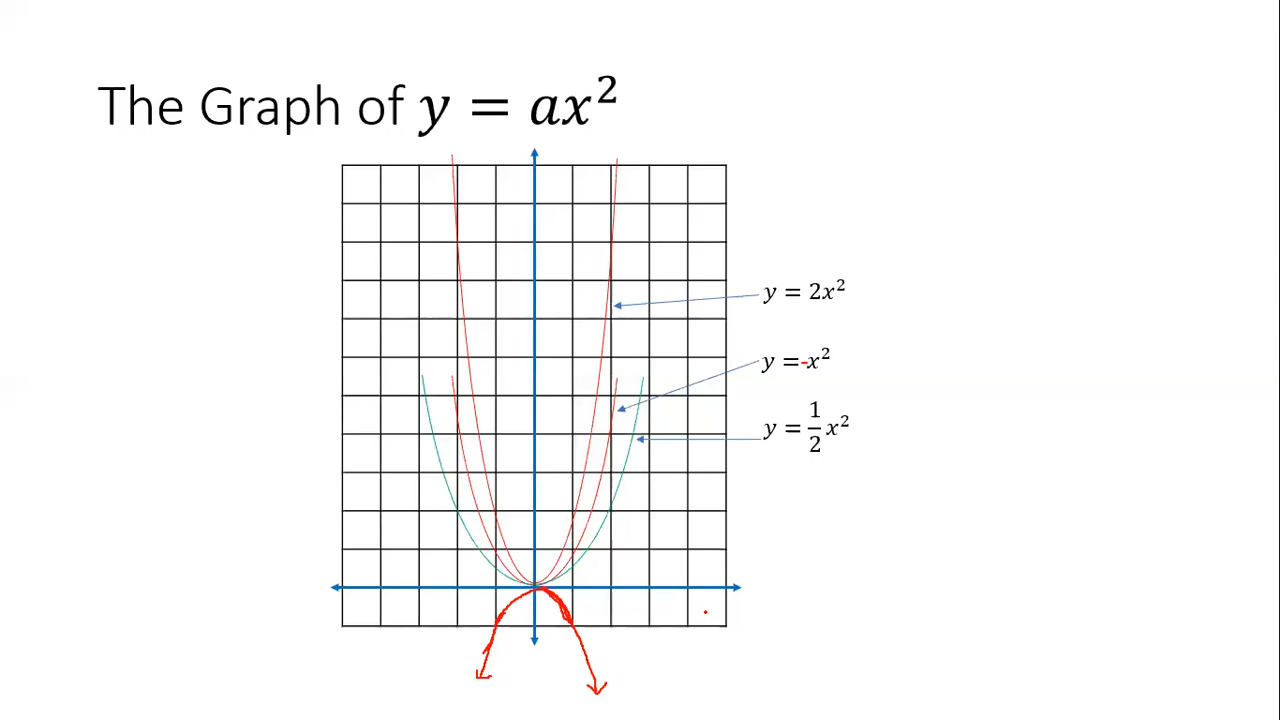 The Graph of y = ax²
y = 2x²
y =-x²
y = 1/2 x²